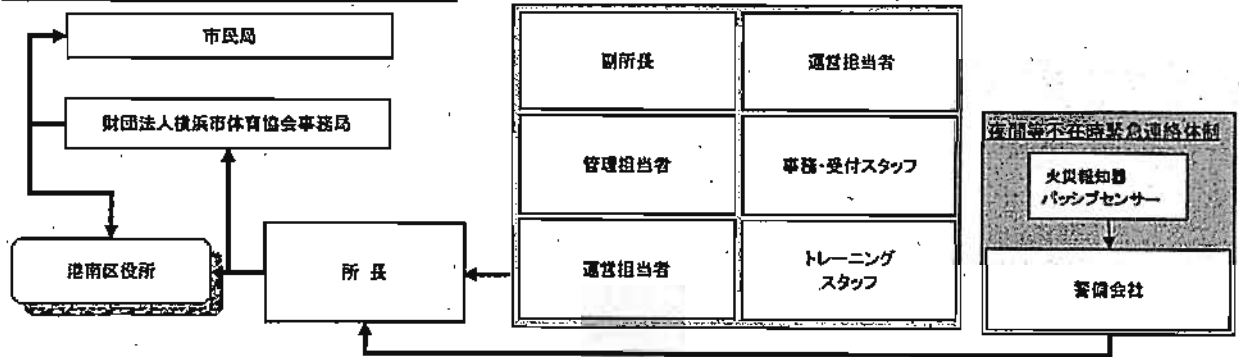 市民局
財団法人横浜市体育協会事務局
港南区役所
所 長
副所長
運営担当者
管理担当者
事務・受付スタッフ
運営担当者
トレーニング
スタッフ
夜間等不在時緊急連絡体制
火災報知器
パッシブセンサー
警備会社